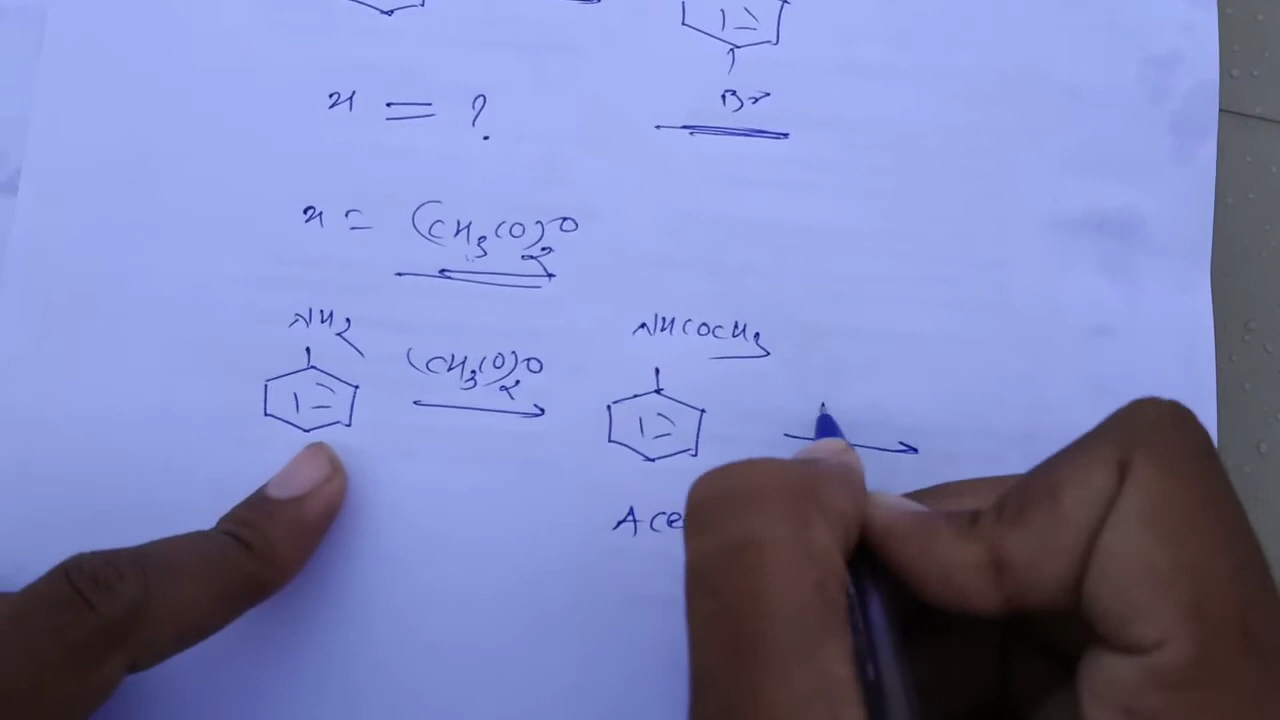 Br
x = ?
x = (CH3CO)2O
NH2
(CH3CO)2O
NHCOCH3
Ace